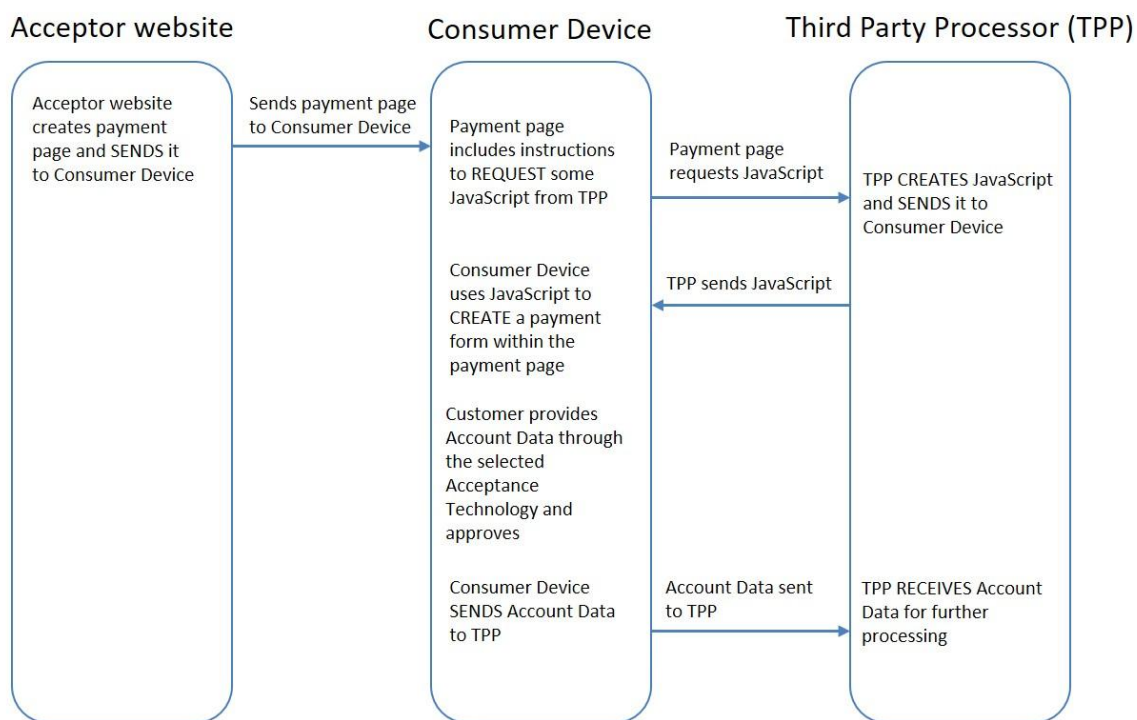 Acceptor website
Consumer Device
Third Party Processor (TPP)
Acceptor website
creates payment
page and SENDS it
to Consumer Device
Sends payment page
to Consumer Device
Payment page
includes instructions
to REQUEST some
JavaScript from TPP
Payment page
requests JavaScript
TPP CREATES JavaScript
and SENDS it to
Consumer Device
TPP sends JavaScript
Consumer Device
uses JavaScript to
CREATE a payment
form within the
payment page
Customer provides
Account Data through
the selected
Acceptance
Technology and
approves
Consumer Device
SENDS Account Data
to TPP
Account Data sent
to TPP
TPP RECEIVES Account
Data for further
processing